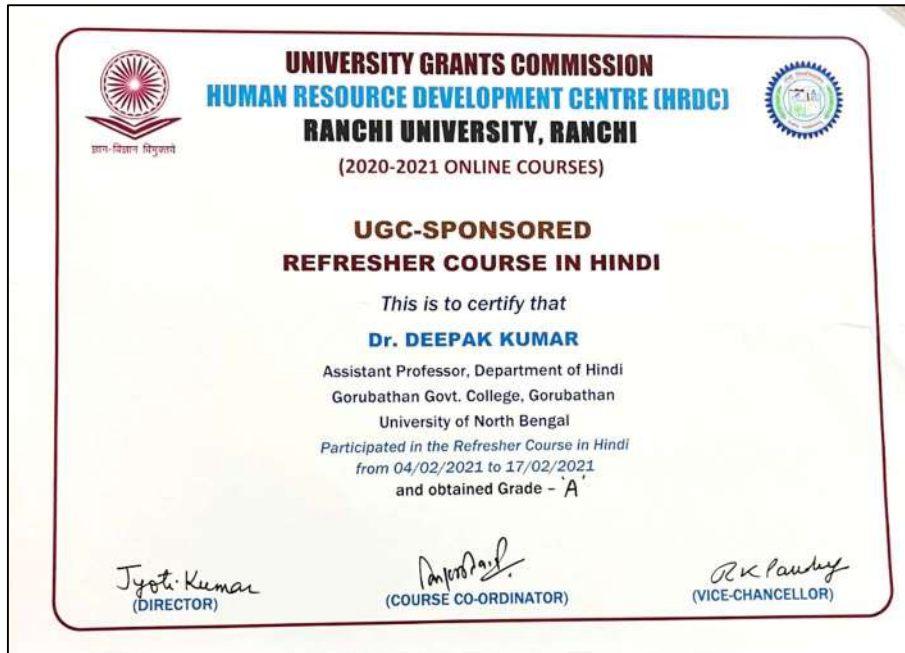 UNIVERSITY GRANTS COMMISSION
HUMAN RESOURCE DEVELOPMENT CENTRE (HRDC)
RANCHI UNIVERSITY, RANCHI
(2020-2021 ONLINE COURSES)
ज्ञान-विज्ञान विमुक्तये
UGC-SPONSORED
REFRESHER COURSE IN HINDI
This is to certify that
Dr. DEEPAK KUMAR
Assistant Professor, Department of Hindi
Gorubathan Govt. College, Gorubathan
University of North Bengal
Participated in the Refresher Course in Hindi
from 04/02/2021 to 17/02/2021
and obtained Grade – 'A'
Jyoti Kumar
(DIRECTOR)
(COURSE CO-ORDINATOR)
RK Pandey
(VICE-CHANCELLOR)